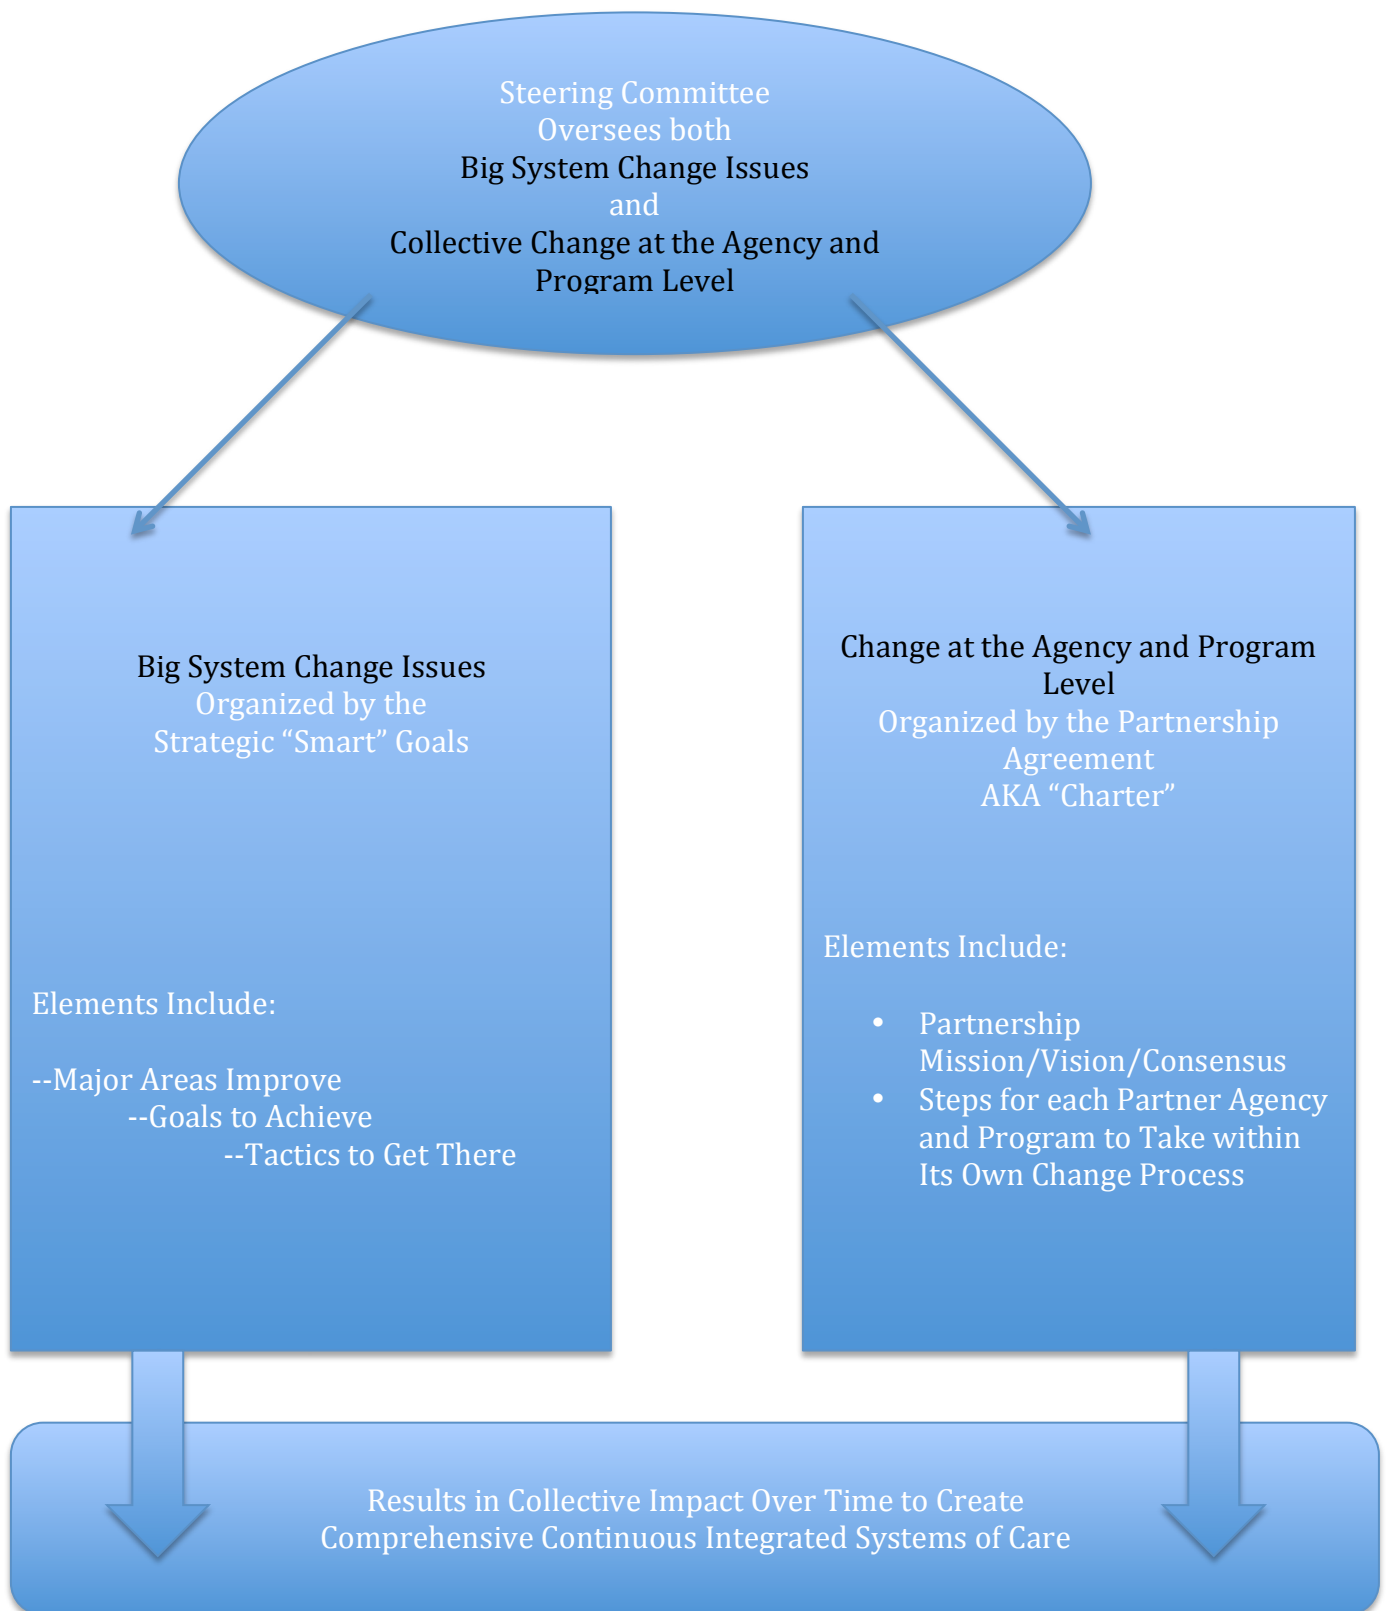 Steering Committee
Oversees both
Big System Change Issues
and
Collective Change at the Agency and
Program Level
Big System Change Issues
Organized by the
Strategic “Smart” Goals
Elements Include:
--Major Areas Improve
--Goals to Achieve
--Tactics to Get There
Change at the Agency and Program
Level
Organized by the Partnership
Agreement
AKA “Charter”
Elements Include:
• Partnership
Mission/Vision/Consensus
• Steps for each Partner Agency
and Program to Take within
Its Own Change Process
Results in Collective Impact Over Time to Create
Comprehensive Continuous Integrated Systems of Care